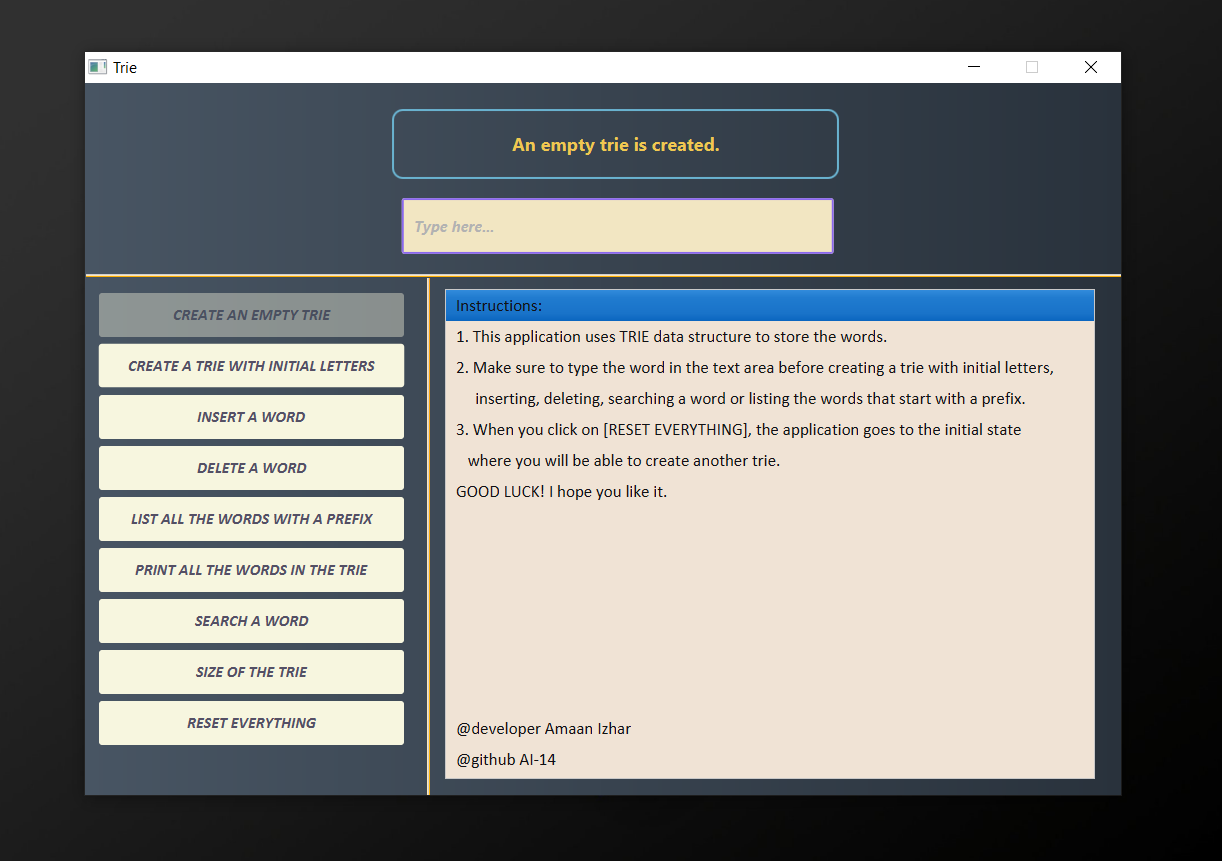 Trie
An empty trie is created.
Type here...
CREATE AN EMPTY TRIE
CREATE A TRIE WITH INITIAL LETTERS
INSERT A WORD
DELETE A WORD
LIST ALL THE WORDS WITH A PREFIX
PRINT ALL THE WORDS IN THE TRIE
SEARCH A WORD
SIZE OF THE TRIE
RESET EVERYTHING
Instructions:
1. This application uses TRIE data structure to store the words.
2. Make sure to type the word in the text area before creating a trie with initial letters,
inserting, deleting, searching a word or listing the words that start with a prefix.
3. When you click on [RESET EVERYTHING], the application goes to the initial state
where you will be able to create another trie.
GOOD LUCK! I hope you like it.
@developer Amaan Izhar
@github AI-14